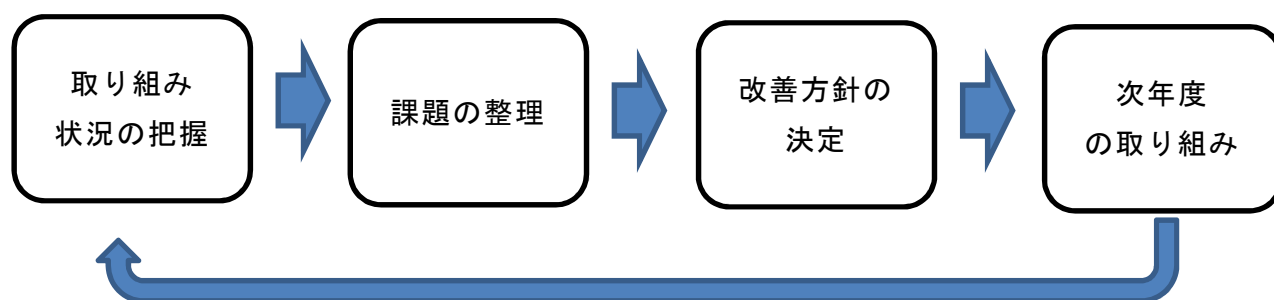 取り組み
状況の把握
課題の整理
改善方針の
決定
次年度
の取り組み